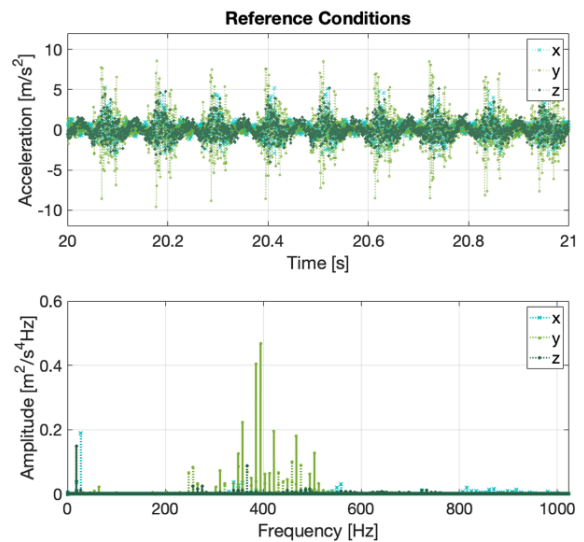 Reference Conditions
Acceleration [m/s²]
10
5
0
-5
-10
x
y
z
20
20.2
20.4
20.6
20.8
21
Time [s]
Amplitude [m²/s⁴Hz]
0.6
0.4
0.2
0
x
y
z
0
200
400
600
800
1000
Frequency [Hz]